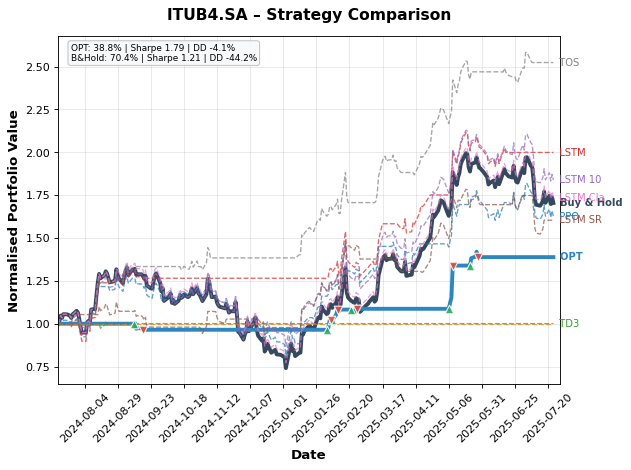 ITUB4.SA – Strategy Comparison
OPT: 38.8% | Sharpe 1.79 | DD -4.1%
B&Hold: 70.4% | Sharpe 1.21 | DD -44.2%
Normalised Portfolio Value
2.50
2.25
2.00
1.75
1.50
1.25
1.00
0.75
TOS
LSTM
LSTM 10
Buy & Hold
LSTM SR
OPT
TD3
2024-08-04
2024-08-29
2024-09-23
2024-10-18
2024-11-12
2024-12-07
2025-01-01
2025-01-26
2025-02-20
2025-03-17
2025-04-11
2025-05-06
2025-05-31
2025-06-25
2025-07-20
Date